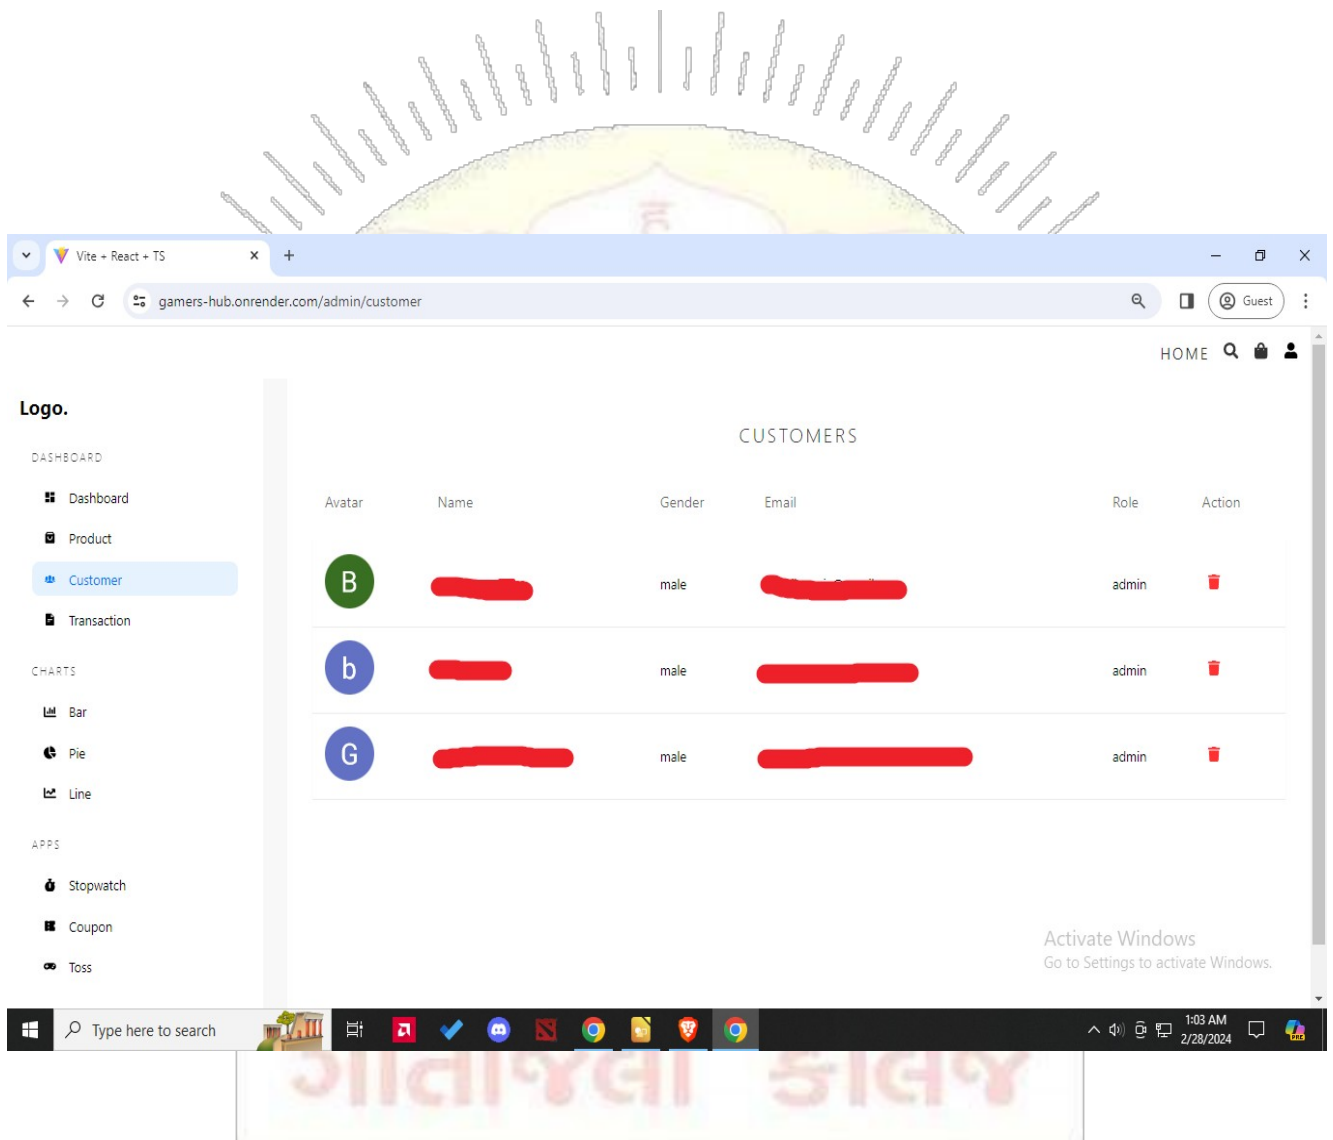 Vite + React + TS
gamers-hub.onrender.com/admin/customer
Guest
HOME
Logo.
CUSTOMERS
DASHBOARD
Dashboard
Product
Customer
Transaction
CHARTS
Bar
Pie
Line
APPS
Stopwatch
Coupon
Toss
Avatar Name Gender Email Role Action
B male admin
b male admin
G male admin
Activate Windows
Go to Settings to activate Windows.
Type here to search
1:03 AM
2/28/2024
PRE
કોલેજ